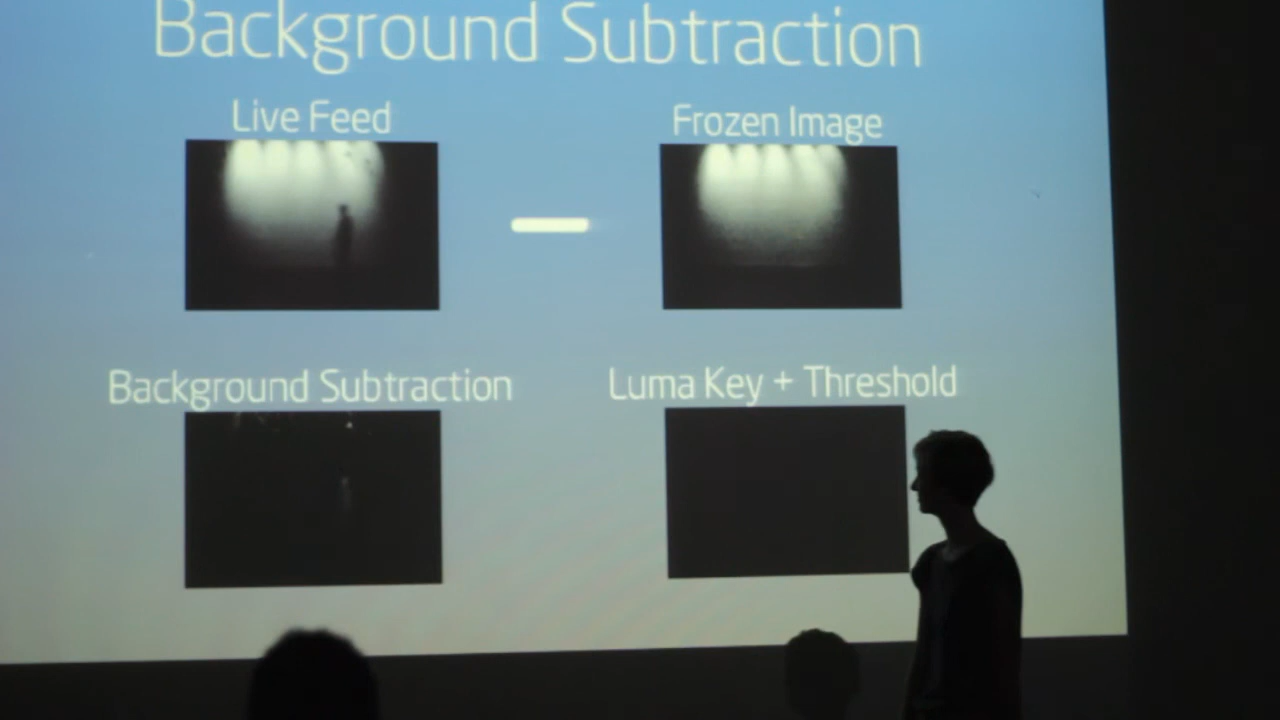 Background Subtraction
Live Feed
Frozen Image
Background Subtraction
Luma Key + Threshold